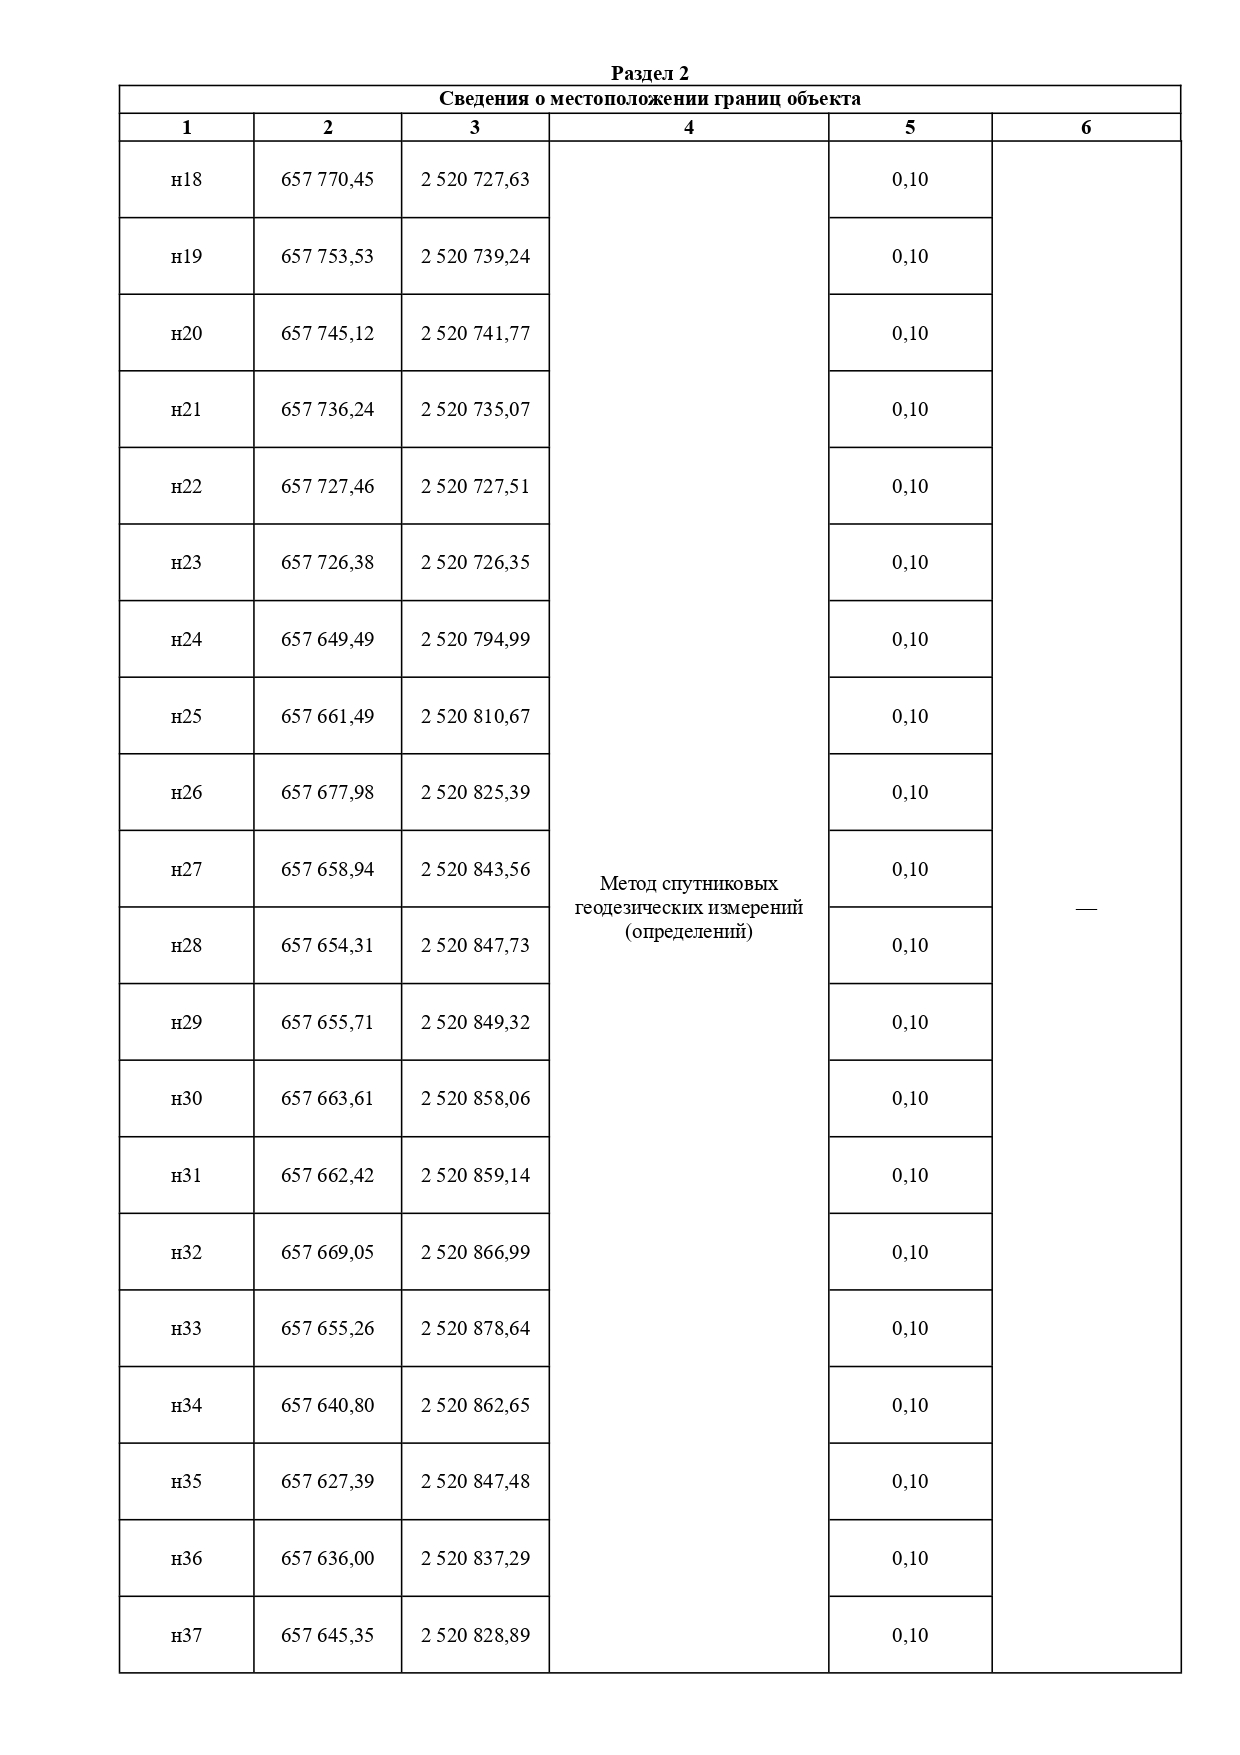 Раздел 2
Сведения о местоположении границ объекта
1 2 3 4 5 6
н18 657 770,45 2 520 727,63 0,10
н19 657 753,53 2 520 739,24 0,10
н20 657 745,12 2 520 741,77 0,10
н21 657 736,24 2 520 735,07 0,10
н22 657 727,46 2 520 727,51 0,10
н23 657 726,38 2 520 726,35 0,10
н24 657 649,49 2 520 794,99 0,10
н25 657 661,49 2 520 810,67 0,10
н26 657 677,98 2 520 825,39 0,10
н27 657 658,94 2 520 843,56 0,10
Метод спутниковых
геодезических измерений —
(определений)
н28 657 654,31 2 520 847,73 0,10
н29 657 655,71 2 520 849,32 0,10
н30 657 663,61 2 520 858,06 0,10
н31 657 662,42 2 520 859,14 0,10
н32 657 669,05 2 520 866,99 0,10
н33 657 655,26 2 520 878,64 0,10
н34 657 640,80 2 520 862,65 0,10
н35 657 627,39 2 520 847,48 0,10
н36 657 636,00 2 520 837,29 0,10
н37 657 645,35 2 520 828,89 0,10